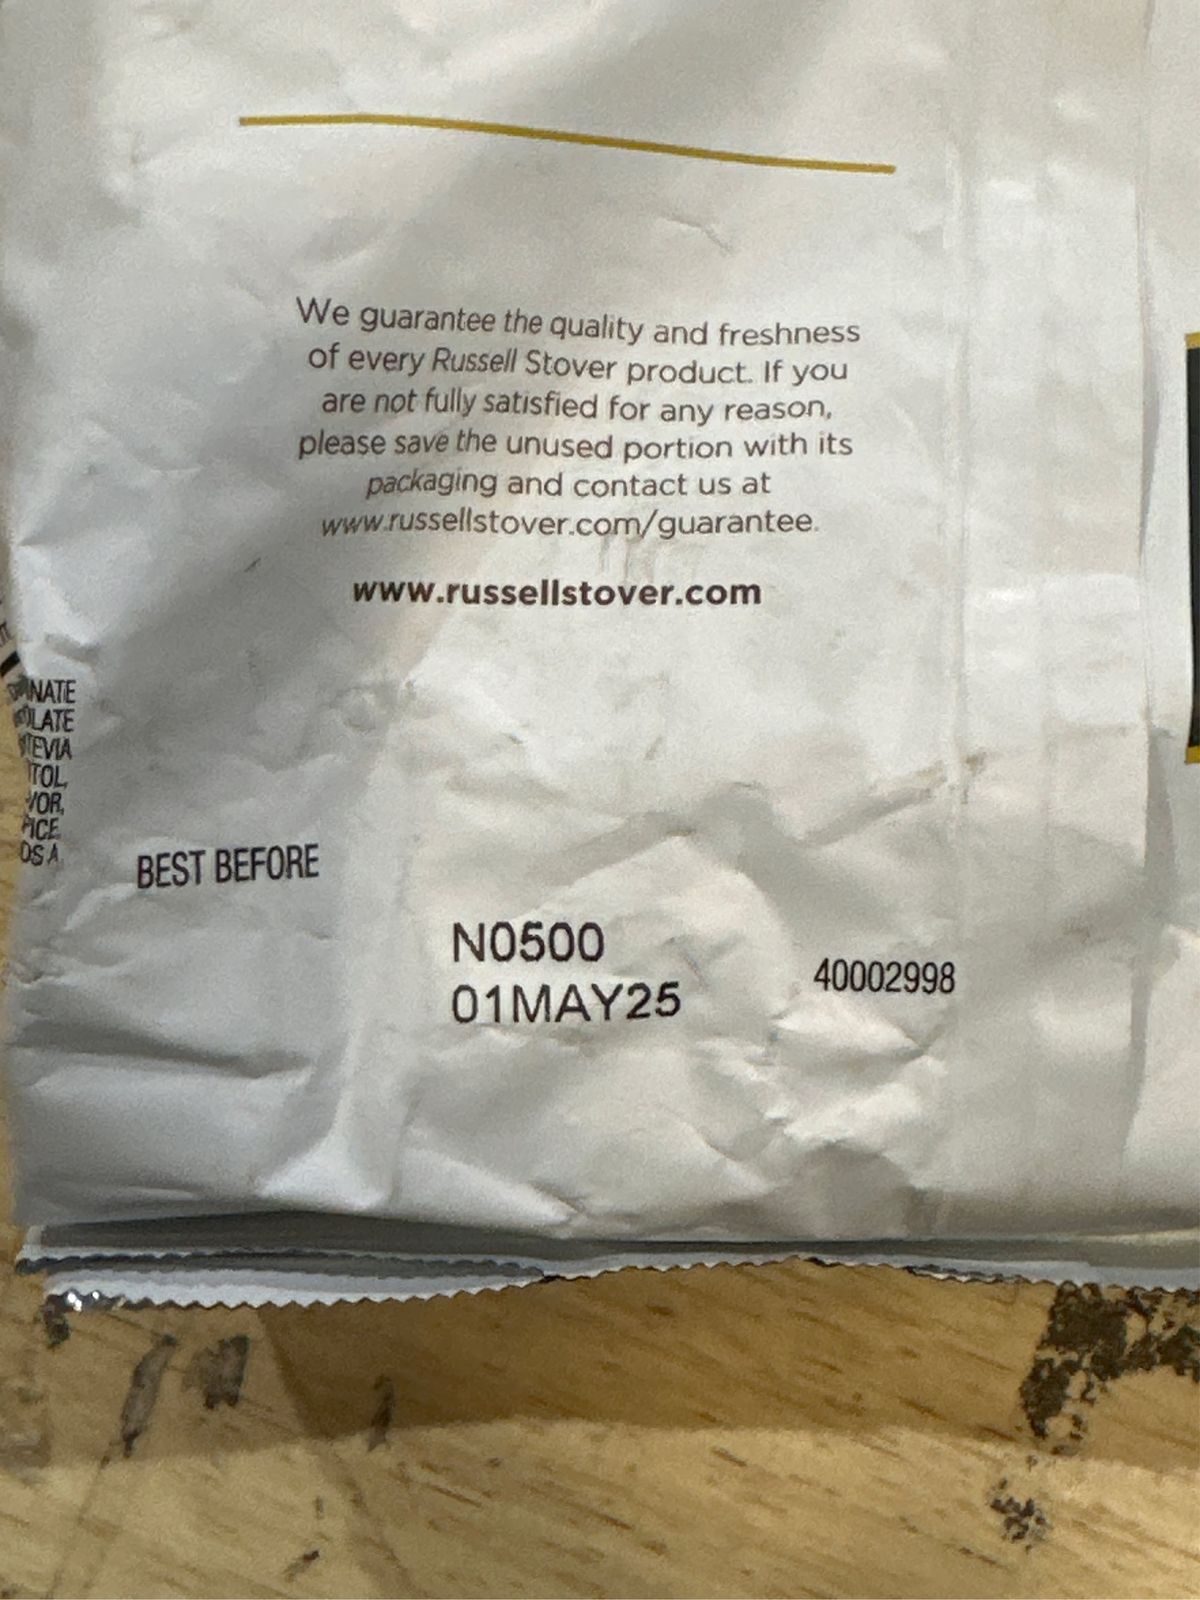 We guarantee the quality and freshness
of every Russell Stover product. If you
are not fully satisfied for any reason,
please save the unused portion with its
packaging and contact us at
www.russellstover.com/guarantee.
www.russellstover.com
BEST BEFORE
N0500
01MAY25
40002998